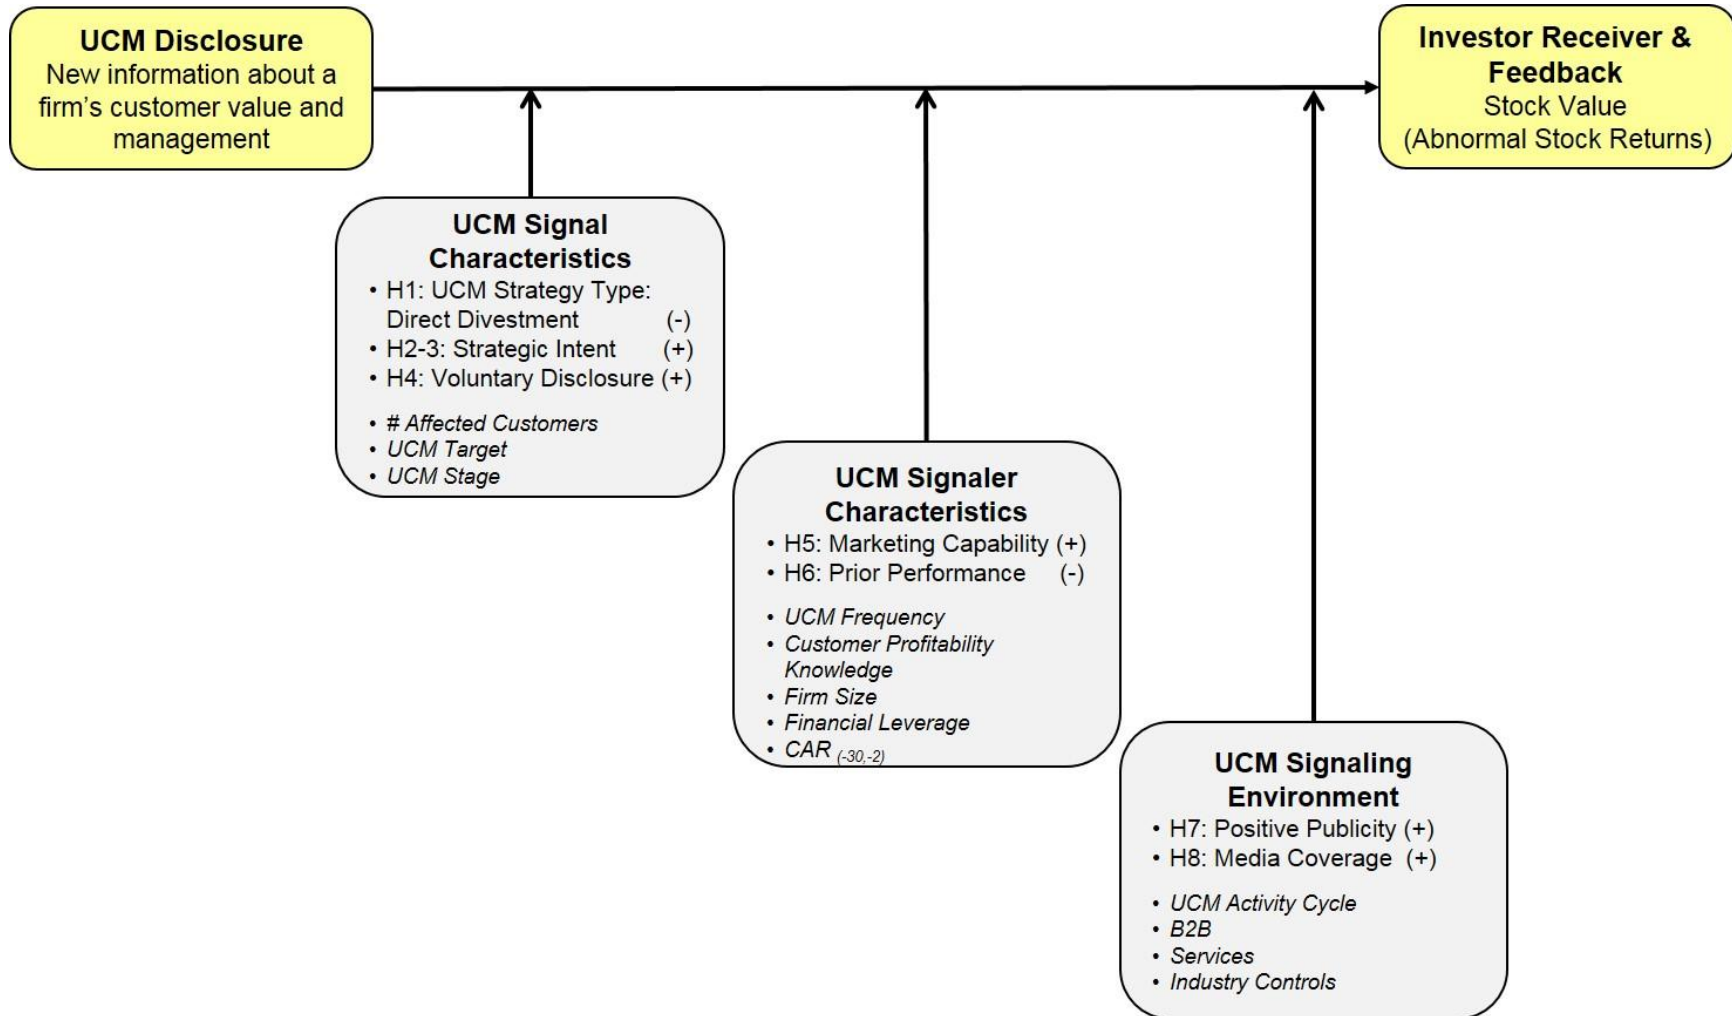 UCM Disclosure
New information about a
firm's customer value and
management
Investor Receiver &
Feedback
Stock Value
(Abnormal Stock Returns)
UCM Signal
Characteristics
• H1: UCM Strategy Type:
Direct Divestment (-)
• H2-3: Strategic Intent (+)
• H4: Voluntary Disclosure (+)
• # Affected Customers
• UCM Target
• UCM Stage
UCM Signaler
Characteristics
• H5: Marketing Capability (+)
• H6: Prior Performance (-)
• UCM Frequency
• Customer Profitability
Knowledge
• Firm Size
• Financial Leverage
• CAR (-30,-2)
UCM Signaling
Environment
• H7: Positive Publicity (+)
• H8: Media Coverage (+)
• UCM Activity Cycle
• B2B
• Services
• Industry Controls